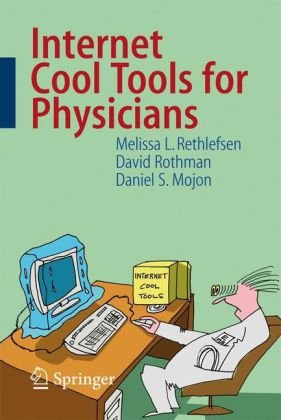 Internet
Cool Tools for
Physicians
Melissa L. Rethlefsen
David Rothman
Daniel S. Mojon
INTERNET
COOL
TOOLS
Springer